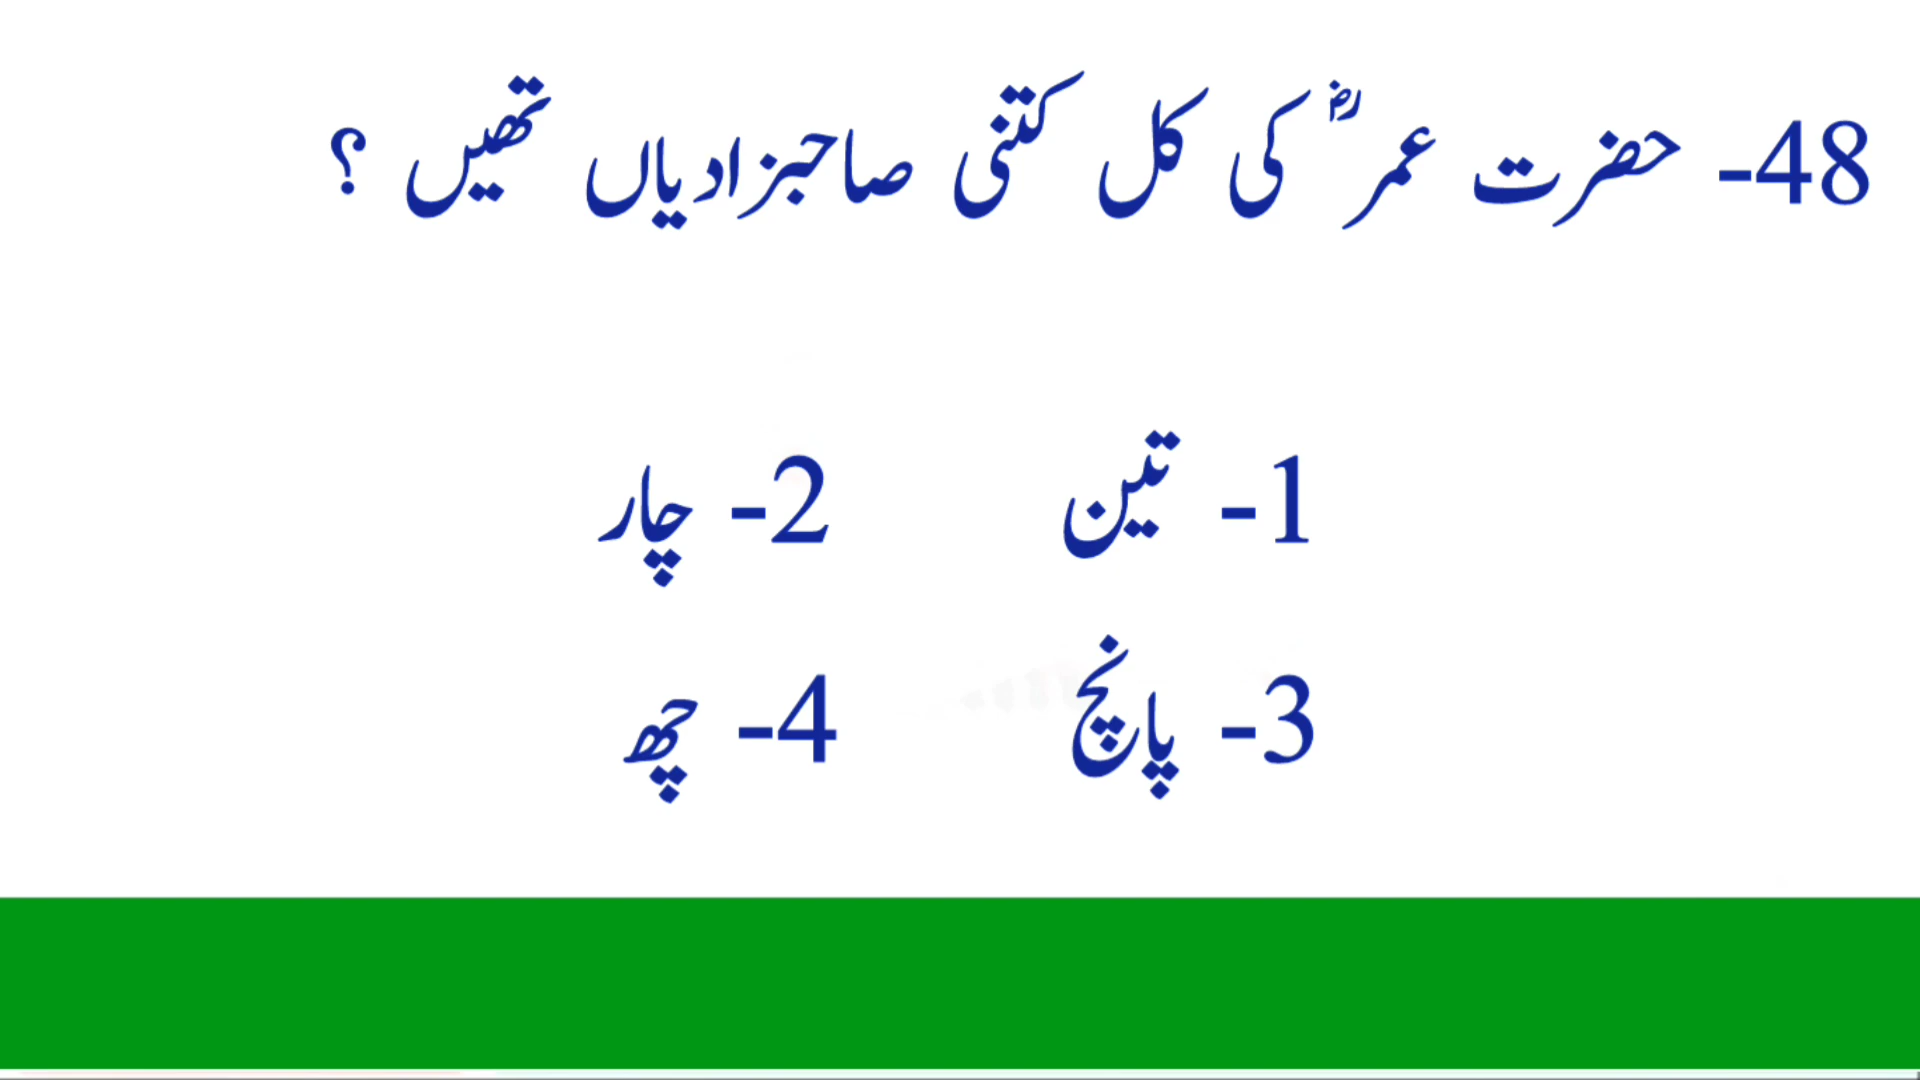 48- حضرت عمرؓ کی کل کتنی صاحبزادیاں تھیں ؟
1- تین 2- چار
3- پانچ 4- چھ